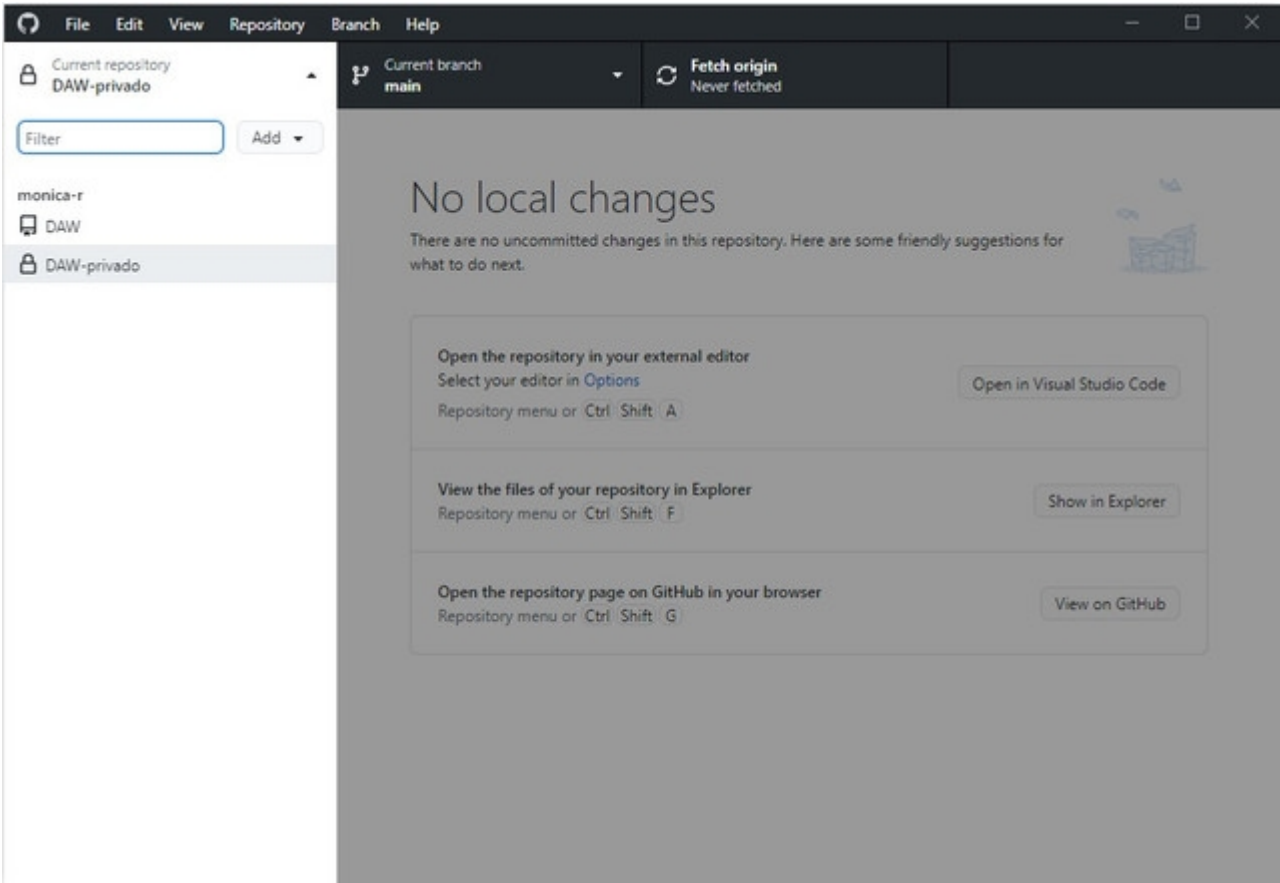 File Edit View Repository Branch Help
Current repository
DAW-privado
Current branch
main
Fetch origin
Never fetched
Filter
Add
monica-r
DAW
DAW-privado
No local changes
There are no uncommitted changes in this repository. Here are some friendly suggestions for
what to do next.
Open the repository in your external editor
Select your editor in Options
Repository menu or Ctrl Shift A
Open in Visual Studio Code
View the files of your repository in Explorer
Repository menu or Ctrl Shift F
Show in Explorer
Open the repository page on GitHub in your browser
Repository menu or Ctrl Shift G
View on GitHub